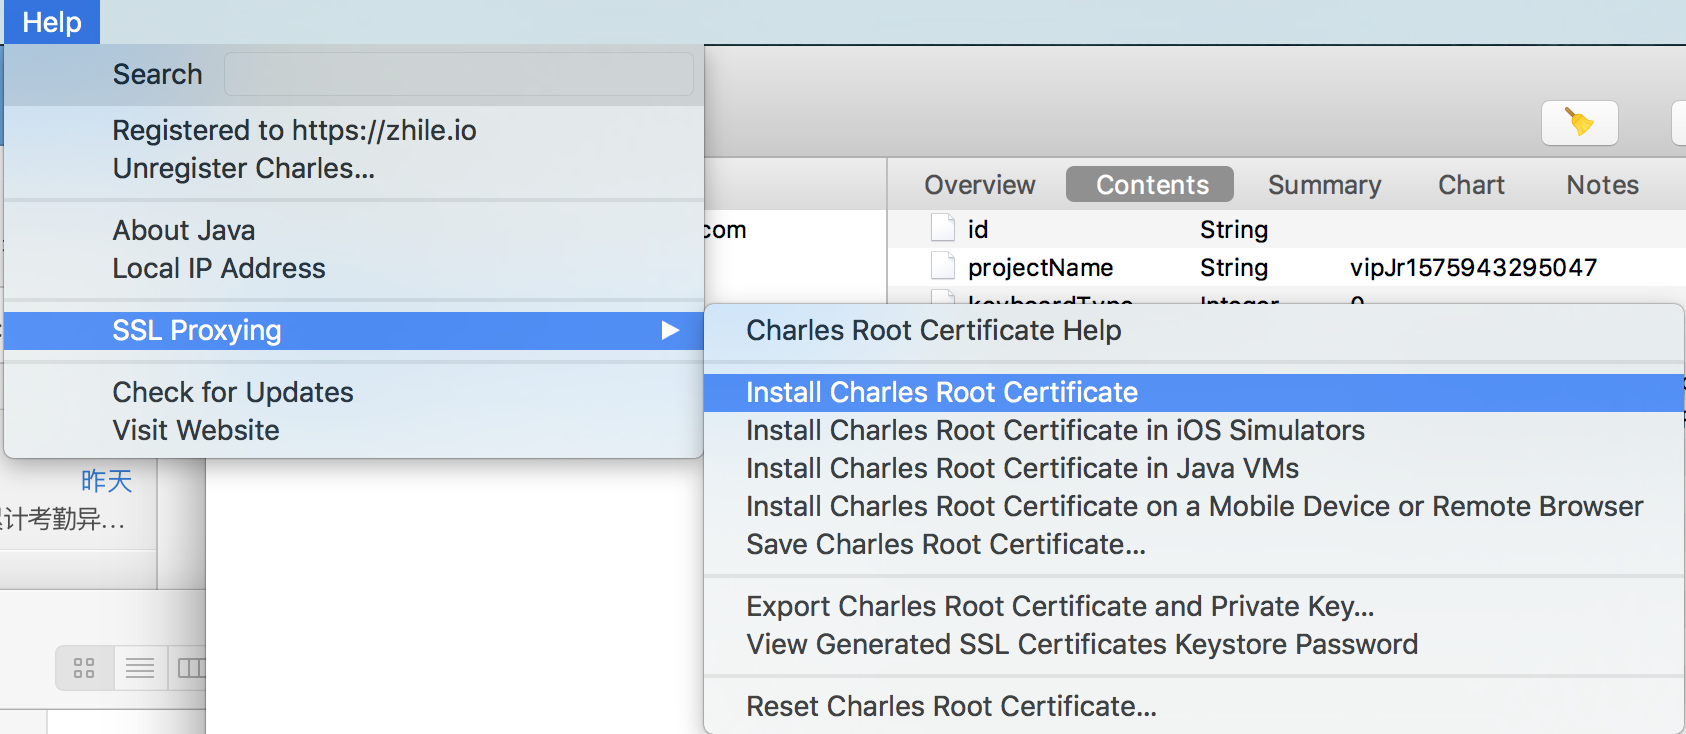 Help
Search
Registered to https://zhile.io
Unregister Charles...
About Java
Local IP Address
SSL Proxying
Check for Updates
Visit Website
昨天
计考勤异...
Overview Contents Summary Chart Notes
com
id String
projectName String vipJr1575943295047
keyboardType Integer 0
Charles Root Certificate Help
Install Charles Root Certificate
Install Charles Root Certificate in iOS Simulators
Install Charles Root Certificate in Java VMs
Install Charles Root Certificate on a Mobile Device or Remote Browser
Save Charles Root Certificate...
Export Charles Root Certificate and Private Key...
View Generated SSL Certificates Keystore Password
Reset Charles Root Certificate...